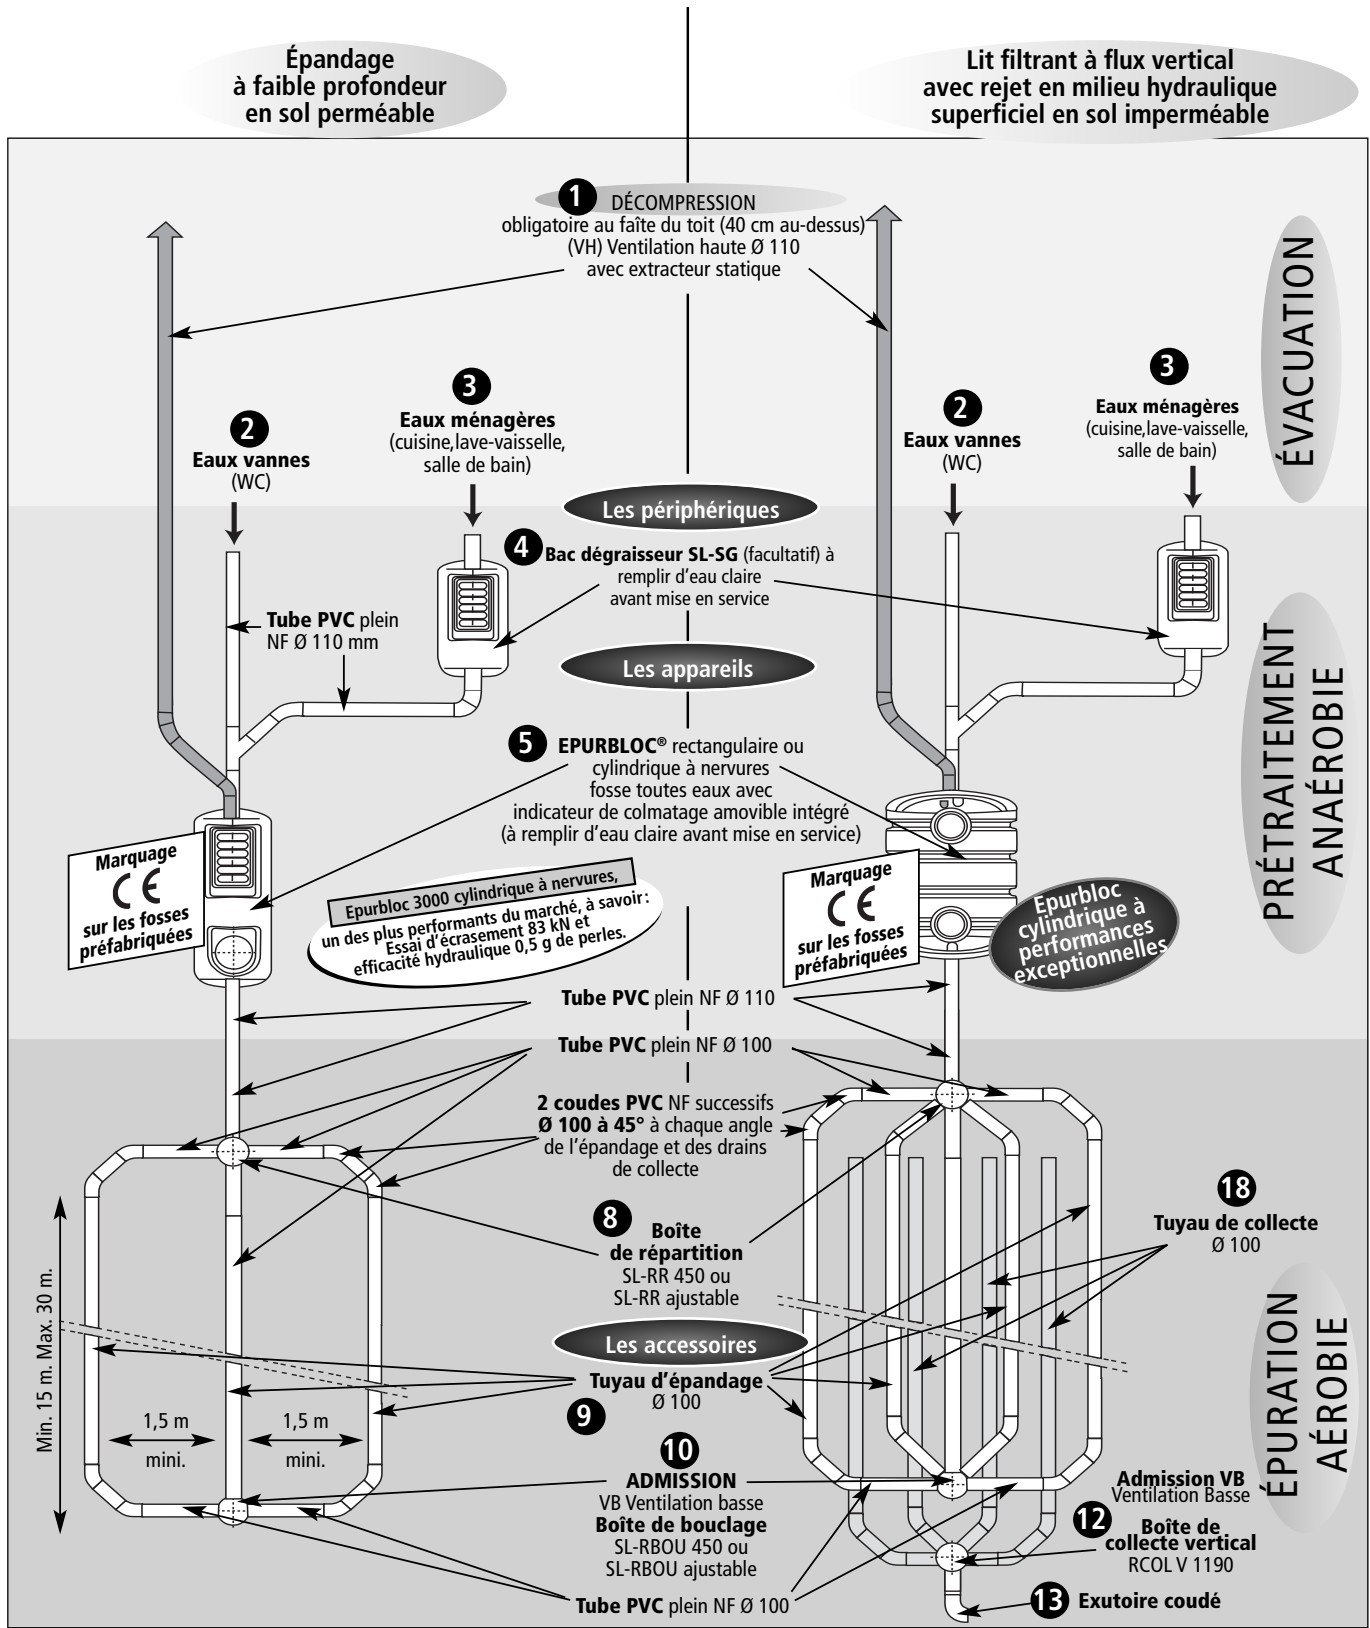 Épandage
à faible profondeur
en sol perméable
Lit filtrant à flux vertical
avec rejet en milieu hydraulique
superficiel en sol imperméable
1 DÉCOMPRESSION
obligatoire au faîte du toit (40 cm au-dessus)
(VH) Ventilation haute Ø 110
avec extracteur statique
ÉVACUATION
2
Eaux vannes
(WC)
3
Eaux ménagères
(cuisine,lave-vaisselle,
salle de bain)
2
Eaux vannes
(WC)
3
Eaux ménagères
(cuisine,lave-vaisselle,
salle de bain)
Les périphériques
4 Bac dégraisseur SL-SG (facultatif) à
remplir d'eau claire
avant mise en service
Tube PVC plein
NF Ø 110 mm
Les appareils
5 EPURBLOC® rectangulaire ou
cylindrique à nervures
fosse toutes eaux avec
indicateur de colmatage amovible intégré
(à remplir d'eau claire avant mise en service)
PRÉTRAITEMENT
ANAÉROBIE
Marquage
CE
sur les fosses
préfabriquées
Epurbloc 3000 cylindrique à nervures,
un des plus performants du marché, à savoir :
Essai d'écrasement 83 kN et
efficacité hydraulique 0,5 g de perles.
Marquage
CE
sur les fosses
préfabriquées
Epurbloc
cylindrique à
performances
exceptionnelles
Tube PVC plein NF Ø 110
Tube PVC plein NF Ø 100
2 coudes PVC NF successifs
Ø 100 à 45° à chaque angle
de l'épandage et des drains
de collecte
8 Boîte
de répartition
SL-RR 450 ou
SL-RR ajustable
18
Tuyau de collecte
Ø 100
Les accessoires
Tuyau d'épandage
Ø 100
9
Min. 15 m. Max. 30 m.
1,5 m
mini.
1,5 m
mini.
ÉPURATION
AÉROBIE
10
ADMISSION
VB Ventilation basse
Boîte de bouclage
SL-RBOU 450 ou
SL-RBOU ajustable
Admission VB
Ventilation Basse
12 Boîte de
collecte vertical
RCOL V 1190
Tube PVC plein NF Ø 100
13 Exutoire coudé